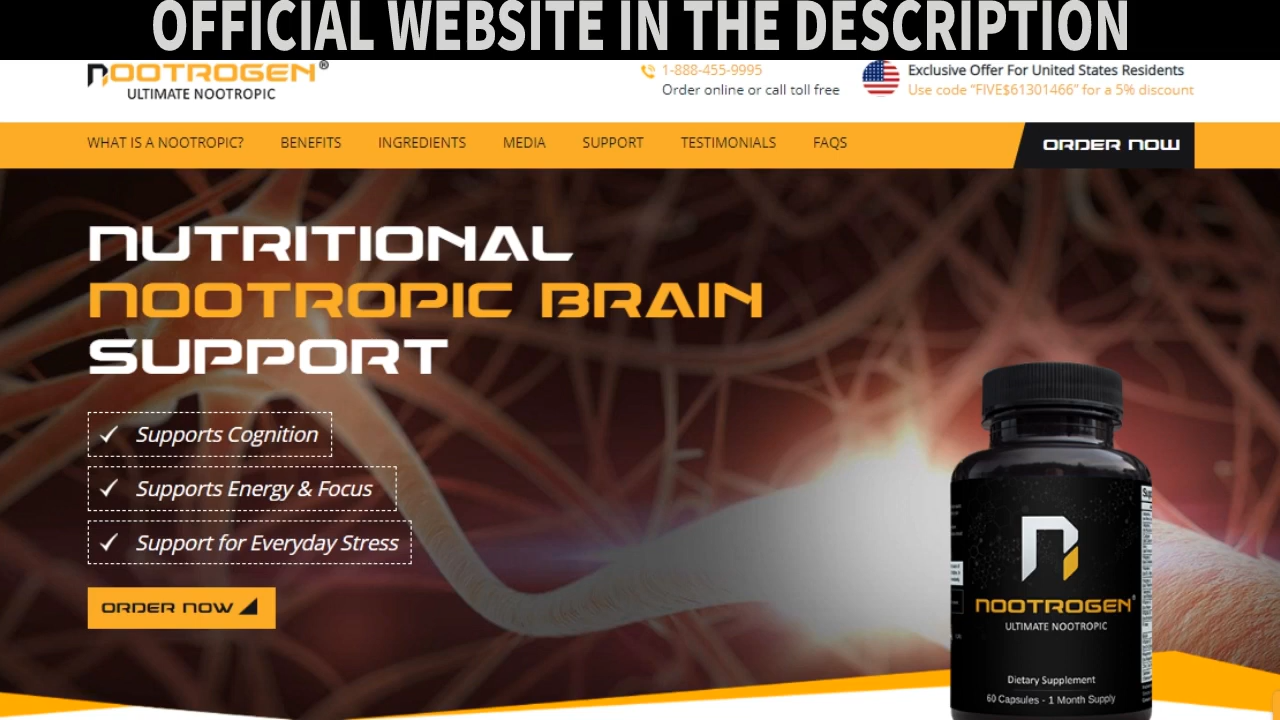 OFFICIAL WEBSITE IN THE DESCRIPTION
NOOTROGEN®
ULTIMATE NOOTROPIC
1-888-455-9995
Order online or call toll free
Exclusive Offer For United States Residents
Use code "FIVE$61301466" for a 5% discount
WHAT IS A NOOTROPIC?
BENEFITS
INGREDIENTS
MEDIA
SUPPORT
TESTIMONIALS
FAQS
ORDER NOW
NUTRITIONAL
NOOTROPIC BRAIN
SUPPORT
Supports Cognition
Supports Energy & Focus
Support for Everyday Stress
ORDER NOW
NOOTROGEN®
ULTIMATE NOOTROPIC
Dietary Supplement
60 Capsules - 1 Month Supply